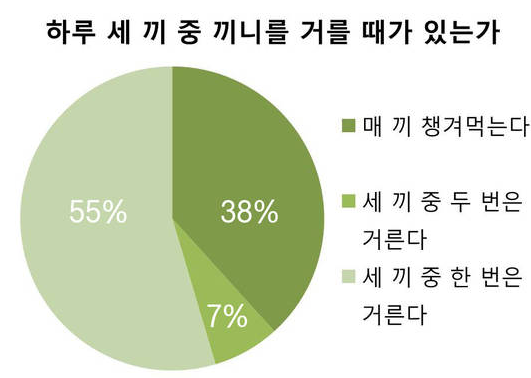 하루 세 끼 중 끼니를 거를 때가 있는가
55%
38%
7%
매 끼 챙겨먹는다
세 끼 중 두 번은
거른다
세 끼 중 한 번은
거른다